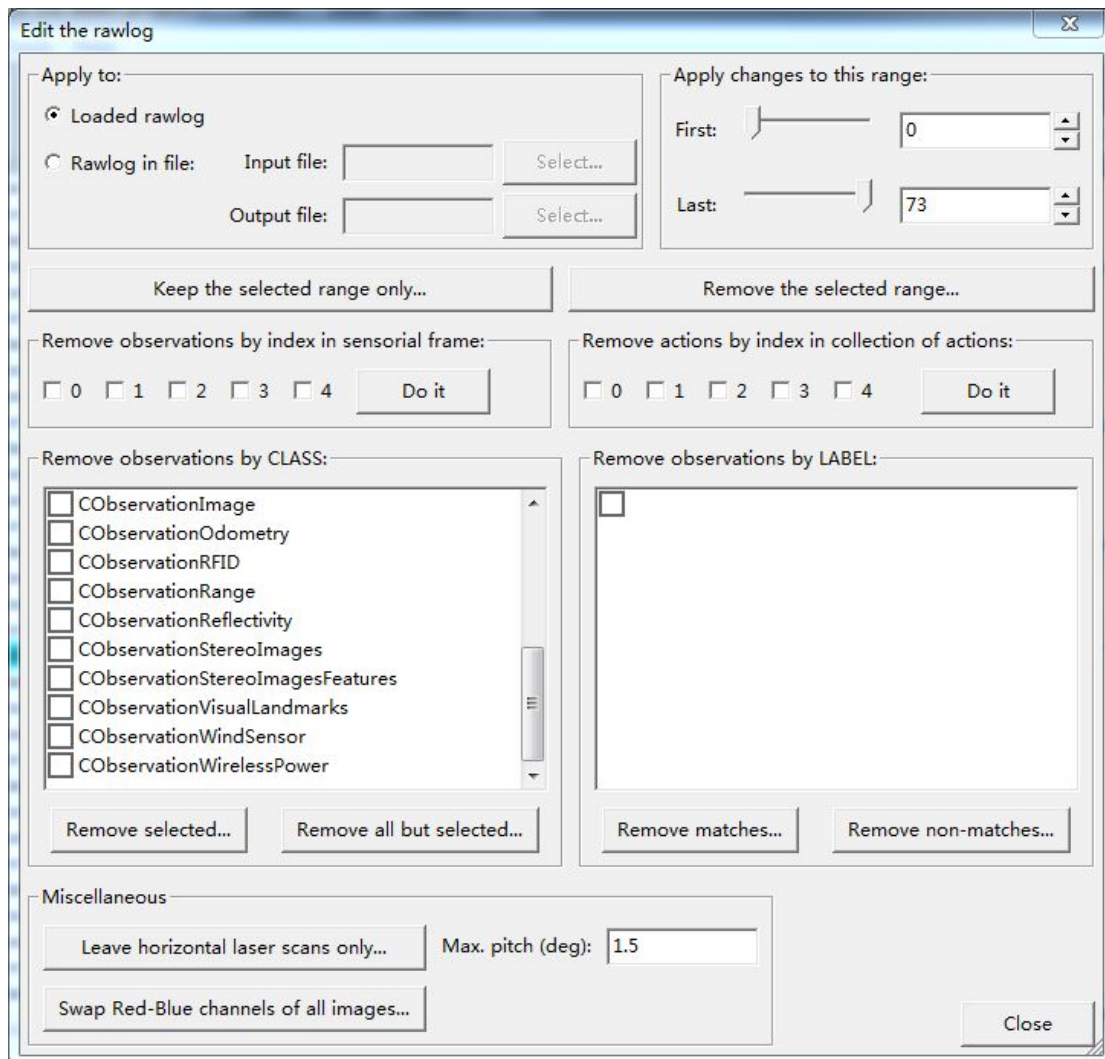 Edit the rawlog
Apply to:
Loaded rawlog
Rawlog in file:
Input file:
Select...
Output file:
Select...
Apply changes to this range:
First:
0
Last:
73
Keep the selected range only...
Remove the selected range...
Remove observations by index in sensorial frame:
0 1 2 3 4 Do it
Remove actions by index in collection of actions:
0 1 2 3 4 Do it
Remove observations by CLASS:
CObservationImage
CObservationOdometry
CObservationRFID
CObservationRange
CObservationReflectivity
CObservationStereoImages
CObservationStereoImagesFeatures
CObservationVisualLandmarks
CObservationWindSensor
CObservationWirelessPower
Remove selected...
Remove all but selected...
Remove observations by LABEL:
Remove matches...
Remove non-matches...
Miscellaneous
Leave horizontal laser scans only...
Max. pitch (deg): 1.5
Swap Red-Blue channels of all images...
Close